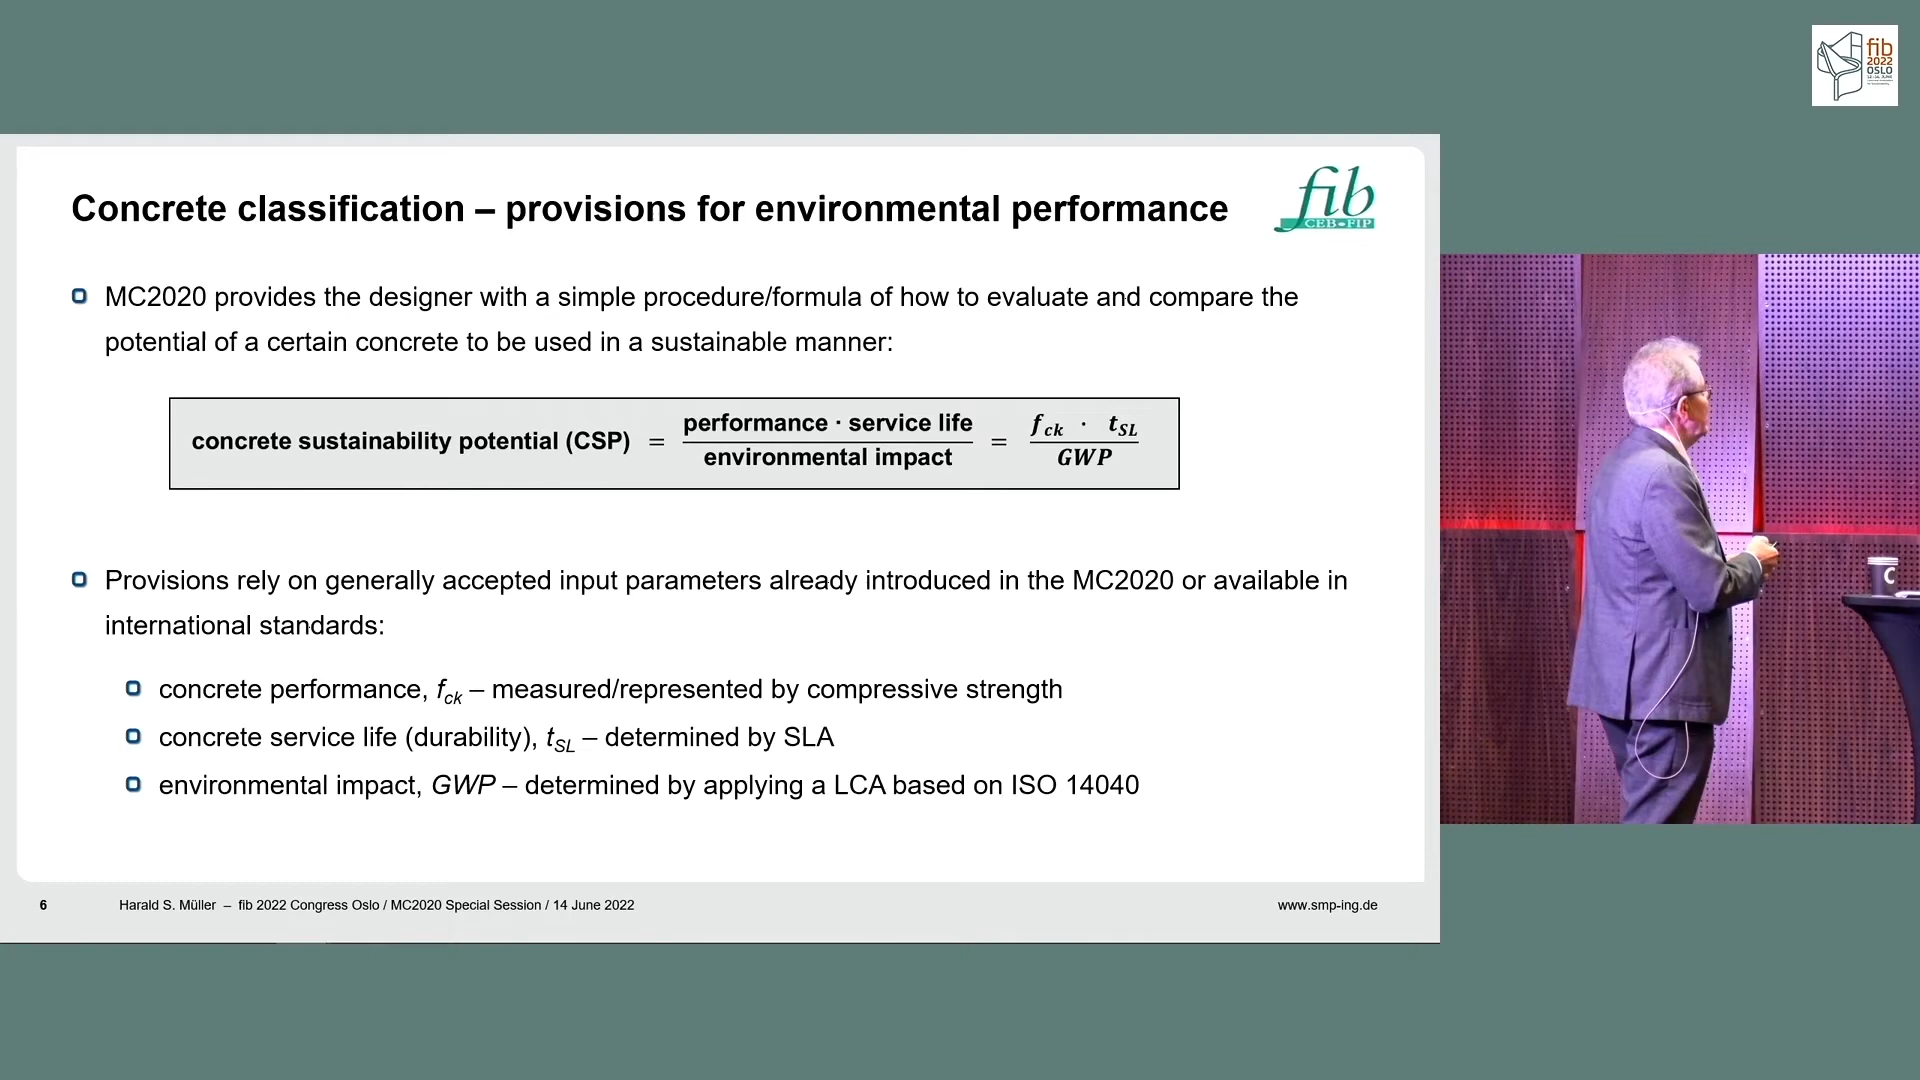 fib
2022
OSLO
Concrete classification – provisions for environmental performance
fib
CEB-FIP
MC2020 provides the designer with a simple procedure/formula of how to evaluate and compare the
potential of a certain concrete to be used in a sustainable manner:
concrete sustainability potential (CSP) = performance · service life / environmental impact = f_ck · t_SL / GWP
Provisions rely on generally accepted input parameters already introduced in the MC2020 or available in
international standards:
concrete performance, f_ck – measured/represented by compressive strength
concrete service life (durability), t_SL – determined by SLA
environmental impact, GWP – determined by applying a LCA based on ISO 14040
C
6 Harald S. Müller – fib 2022 Congress Oslo / MC2020 Special Session / 14 June 2022 www.smp-ing.de